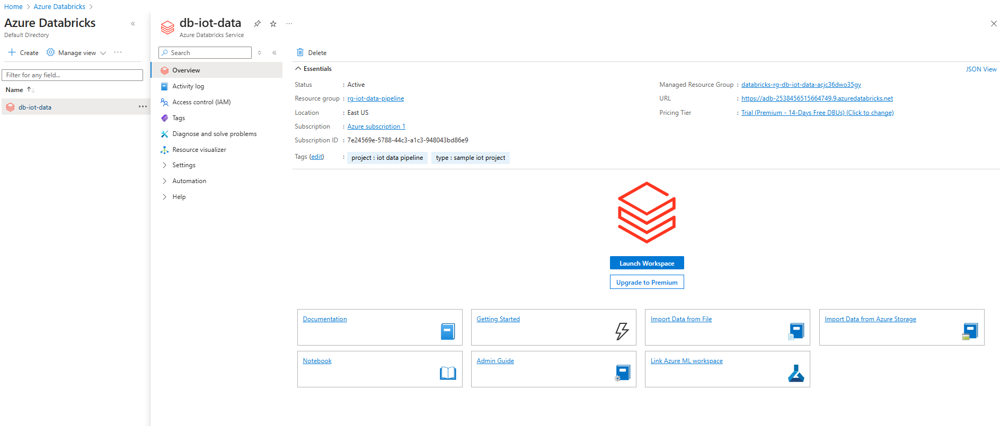 Home > Azure Databricks >
Azure Databricks
Default Directory
Create Manage view
Filter for any field...
Name
db-iot-data
db-iot-data
Azure Databricks Service
Search
Overview
Activity log
Access control (IAM)
Tags
Diagnose and solve problems
Resource visualizer
Settings
Automation
Help
Delete
Essentials
JSON View
Status : Active
Resource group : rg-iot-data-pipeline
Location : East US
Subscription : Azure subscription 1
Subscription ID : 7e24569e-5788-44c3-a1c3-948043bd86e9
Tags (edit) : project : iot data pipeline type : sample iot project
Managed Resource Group : databricks-rg-db-iot-data-acjc36dwo35gy
URL : https://adb-2538456515664749.9.azuredatabricks.net
Pricing Tier : Trial (Premium - 14-Days Free DBUs) (Click to change)
Launch Workspace
Upgrade to Premium
Documentation
Getting Started
Import Data from File
Import Data from Azure Storage
Notebook
Admin Guide
Link Azure ML workspace